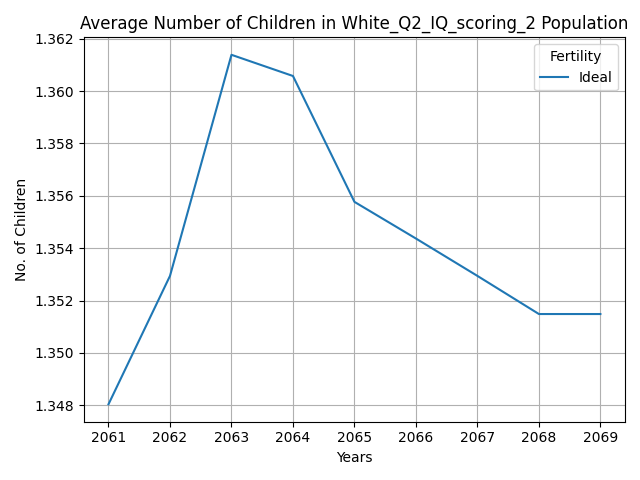 Average Number of Children in White_Q2_IQ_scoring_2 Population
Fertility
Ideal
No. of Children
1.362
1.360
1.358
1.356
1.354
1.352
1.350
1.348
2061 2062 2063 2064 2065 2066 2067 2068 2069
Years